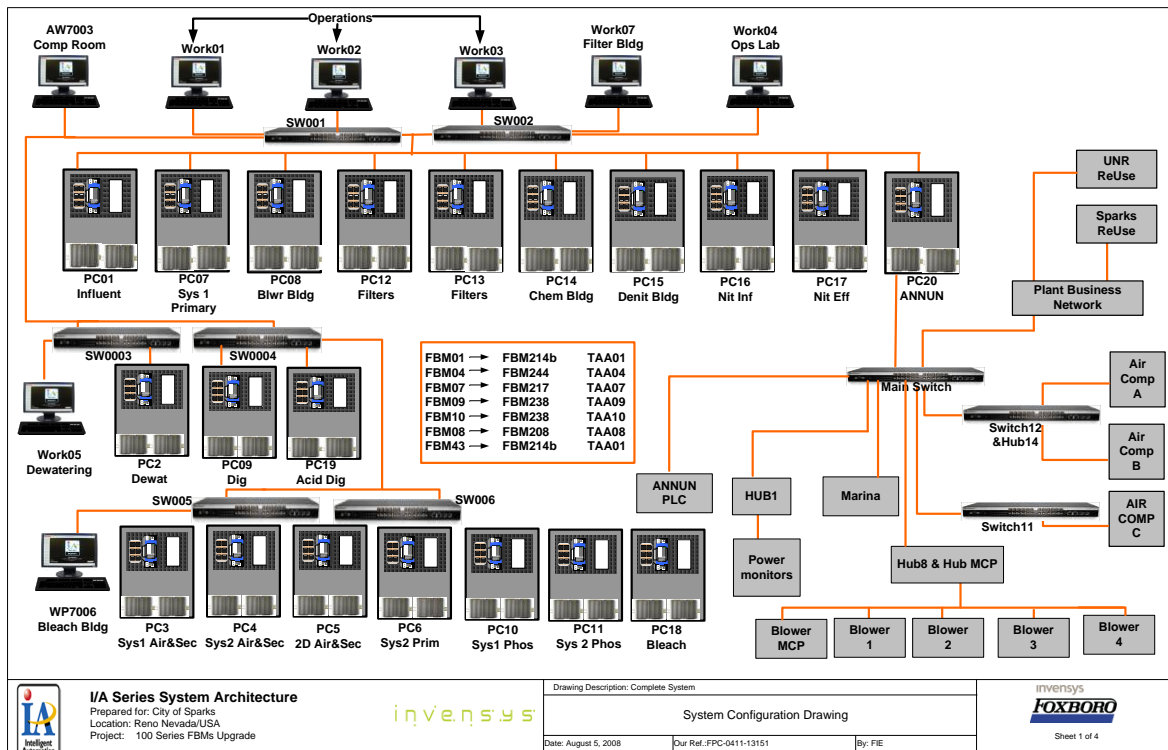 Operations
AW7003
Comp Room
Work01
Work02
Work03
Work07
Filter Bldg
Work04
Ops Lab
SW001
SW002
PC01
Influent
PC07
Sys 1
Primary
PC08
Blwr Bldg
PC12
Filters
PC13
Filters
PC14
Chem Bldg
PC15
Denit Bldg
PC16
Nit Inf
PC17
Nit Eff
PC20
ANNUN
UNR
ReUse
Sparks
ReUse
Plant Business
Network
SW0003
SW0004
Work05
Dewatering
PC2
Dewat
PC09
Dig
PC19
Acid Dig
FBM01 → FBM214b TAA01
FBM04 → FBM244 TAA04
FBM07 → FBM217 TAA07
FBM09 → FBM238 TAA09
FBM10 → FBM238 TAA10
FBM08 → FBM208 TAA08
FBM43 → FBM214b TAA01
Main Switch
Air
Comp
A
Switch12
&Hub14
Air
Comp
B
Switch11
AIR
COMP
C
ANNUN
PLC
HUB1
Marina
Power
monitors
Hub8 & Hub MCP
Blower
MCP
Blower
1
Blower
2
Blower
3
Blower
4
SW005
SW006
WP7006
Bleach Bldg
PC3
Sys1 Air&Sec
PC4
Sys2 Air&Sec
PC5
2D Air&Sec
PC6
Sys2 Prim
PC10
Sys1 Phos
PC11
Sys 2 Phos
PC18
Bleach
IA
Intelligent
Automation
I/A Series System Architecture
Prepared for: City of Sparks
Location: Reno Nevada/USA
Project: 100 Series FBMs Upgrade
invensys
Drawing Description: Complete System
System Configuration Drawing
Date: August 5, 2008
Our Ref.:FPC-0411-13151
By: FIE
invensys
FOXBORO
Sheet 1 of 4